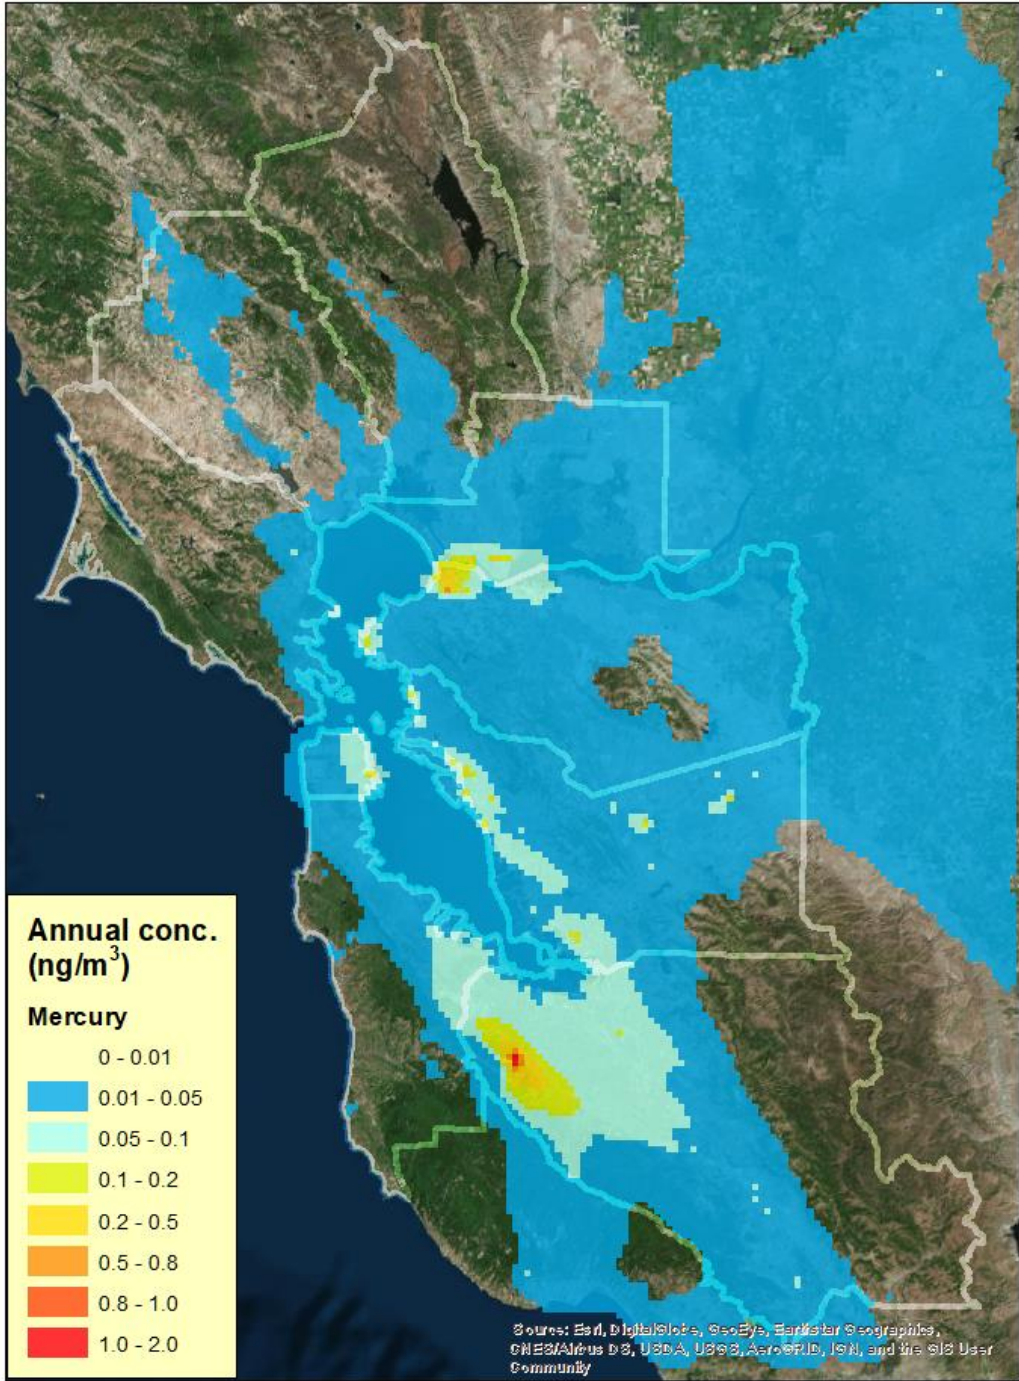 Annual conc.
(ng/m³)
Mercury
0 - 0.01
0.01 - 0.05
0.05 - 0.1
0.1 - 0.2
0.2 - 0.5
0.5 - 0.8
0.8 - 1.0
1.0 - 2.0
Source: Esri, DigitalGlobe, GeoEye, Earthstar Geographics,
CNES/Airbus DS, USDA, USGS, AeroGRID, IGN, and the GIS User
Community